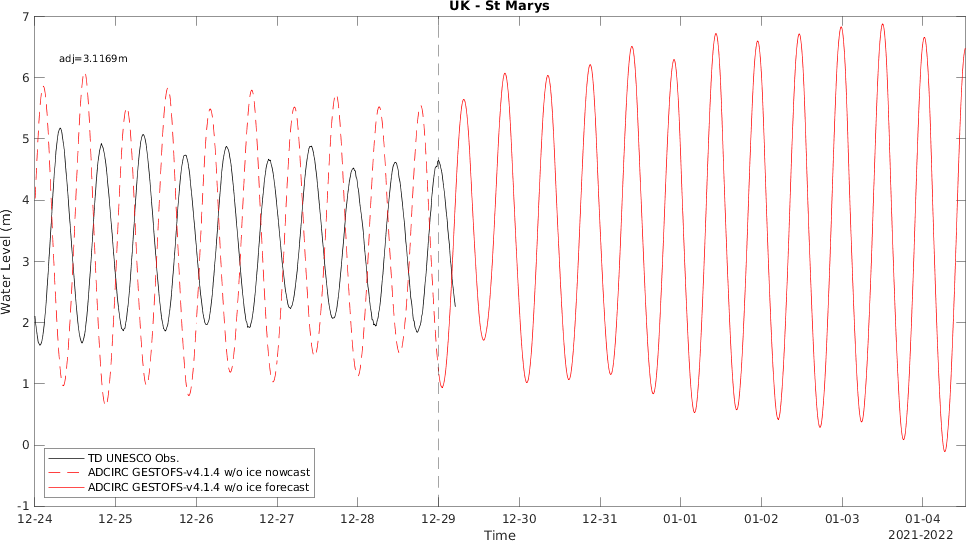 UK - St Marys
7
adj=3.1169m
6
5
4
3
2
1
0
-1
Water Level (m)
TD UNESCO Obs.
ADCIRC GESTOFS-v4.1.4 w/o ice nowcast
ADCIRC GESTOFS-v4.1.4 w/o ice forecast
12-24 12-25 12-26 12-27 12-28 12-29 12-30 12-31 01-01 01-02 01-03 01-04
Time
2021-2022